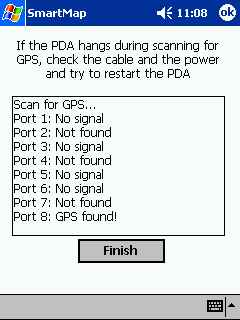 SmartMap 11:08 ok
If the PDA hangs during scanning for
GPS, check the cable and the power
and try to restart the PDA
Scan for GPS...
Port 1: No signal
Port 2: Not found
Port 3: No signal
Port 4: Not found
Port 5: No signal
Port 6: No signal
Port 7: Not found
Port 8: GPS found!
Finish